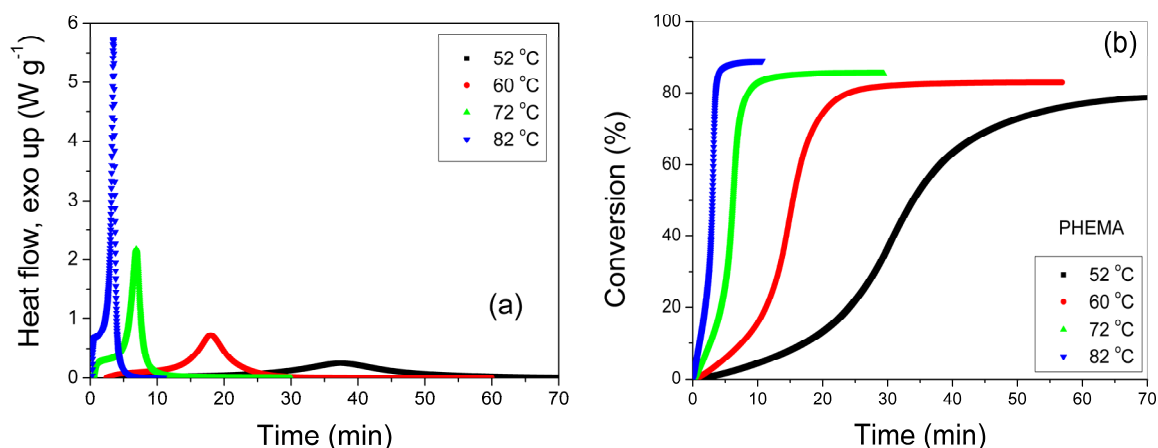 Heat flow, exo up (W g⁻¹)
6
5
4
3
2
1
0
0 10 20 30 40 50 60 70
Time (min)
52 °C
60 °C
72 °C
82 °C
(a)
Conversion (%)
100
80
60
40
20
0
0 10 20 30 40 50 60 70
Time (min)
(b)
PHEMA
52 °C
60 °C
72 °C
82 °C